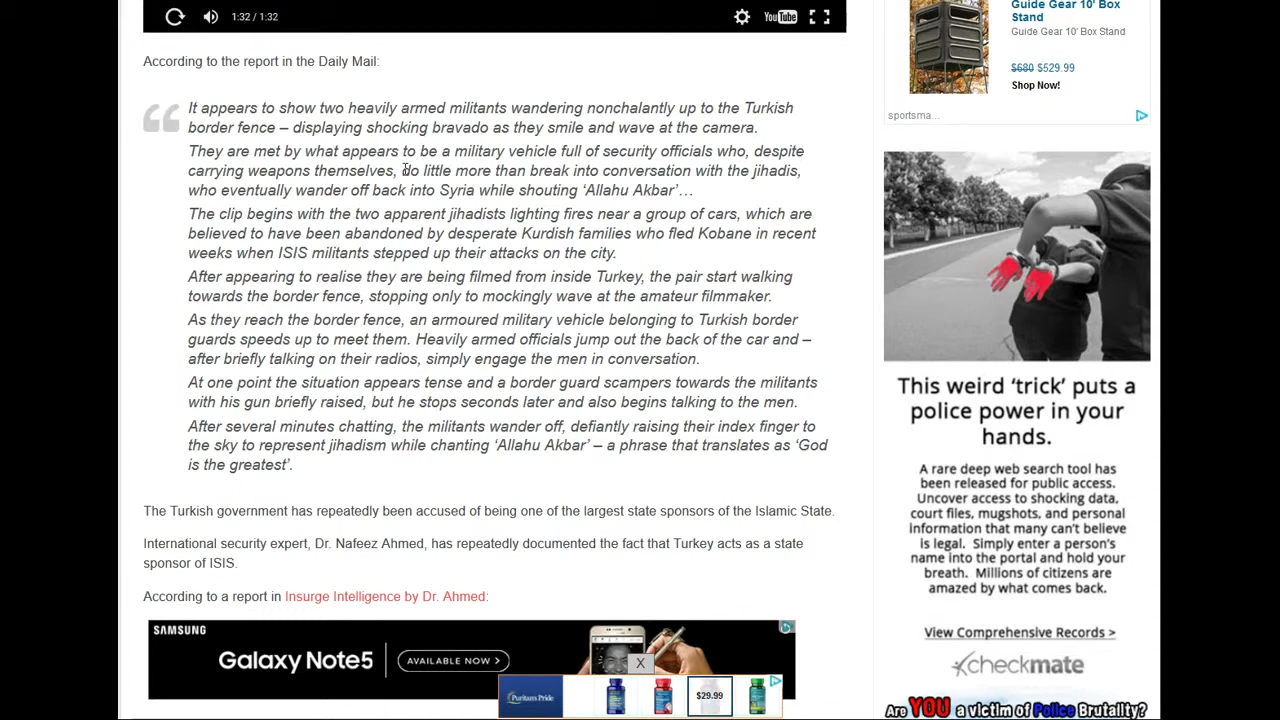 1:32 / 1:32
YouTube
According to the report in the Daily Mail:
It appears to show two heavily armed militants wandering nonchalantly up to the Turkish
border fence – displaying shocking bravado as they smile and wave at the camera.
They are met by what appears to be a military vehicle full of security officials who, despite
carrying weapons themselves, do little more than break into conversation with the jihadis,
who eventually wander off back into Syria while shouting ‘Allahu Akbar’…
The clip begins with the two apparent jihadists lighting fires near a group of cars, which are
believed to have been abandoned by desperate Kurdish families who fled Kobane in recent
weeks when ISIS militants stepped up their attacks on the city.
After appearing to realise they are being filmed from inside Turkey, the pair start walking
towards the border fence, stopping only to mockingly wave at the amateur filmmaker.
As they reach the border fence, an armoured military vehicle belonging to Turkish border
guards speeds up to meet them. Heavily armed officials jump out the back of the car and –
after briefly talking on their radios, simply engage the men in conversation.
At one point the situation appears tense and a border guard scampers towards the militants
with his gun briefly raised, but he stops seconds later and also begins talking to the men.
After several minutes chatting, the militants wander off, defiantly raising their index finger to
the sky to represent jihadism while chanting ‘Allahu Akbar’ – a phrase that translates as ‘God
is the greatest’.
The Turkish government has repeatedly been accused of being one of the largest state sponsors of the Islamic State.
International security expert, Dr. Nafeez Ahmed, has repeatedly documented the fact that Turkey acts as a state
sponsor of ISIS.
According to a report in Insurge Intelligence by Dr. Ahmed:
SAMSUNG
Galaxy Note5
AVAILABLE NOW >
X
Puritan's Pride
$29.99
Guide Gear 10' Box
Stand
Guide Gear 10' Box Stand
$680 $529.99
Shop Now!
sportsma...
This weird ‘trick’ puts a
police power in your
hands.
A rare deep web search tool has
been released for public access.
Uncover access to shocking data,
court files, mugshots, and personal
information that many can’t believe
is legal. Simply enter a person’s
name into the portal and hold your
breath. Millions of citizens are
amazed by what comes back.
View Comprehensive Records >
checkmate
Are YOU a victim of Police Brutality?